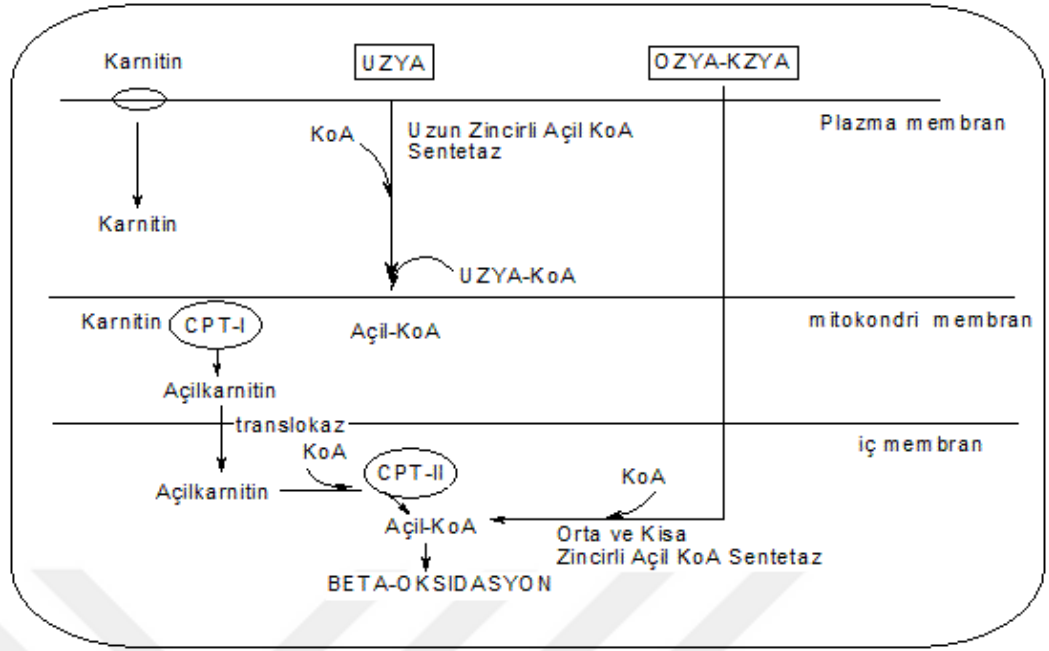 Karnitin
UZYA
OZYA-KZYA
Plazma membran
KoA
Uzun Zincirli Açil KoA
Sentetaz
Karnitin
UZYA-KoA
mitokondri membran
Karnitin
CPT-I
Açil-KoA
Açilkarnitin
translokaz
iç membran
KoA
CPT-II
KoA
Açilkarnitin
Açil-KoA
Orta ve Kisa
Zincirli Açil KoA Sentetaz
BETA-OKSIDASYON